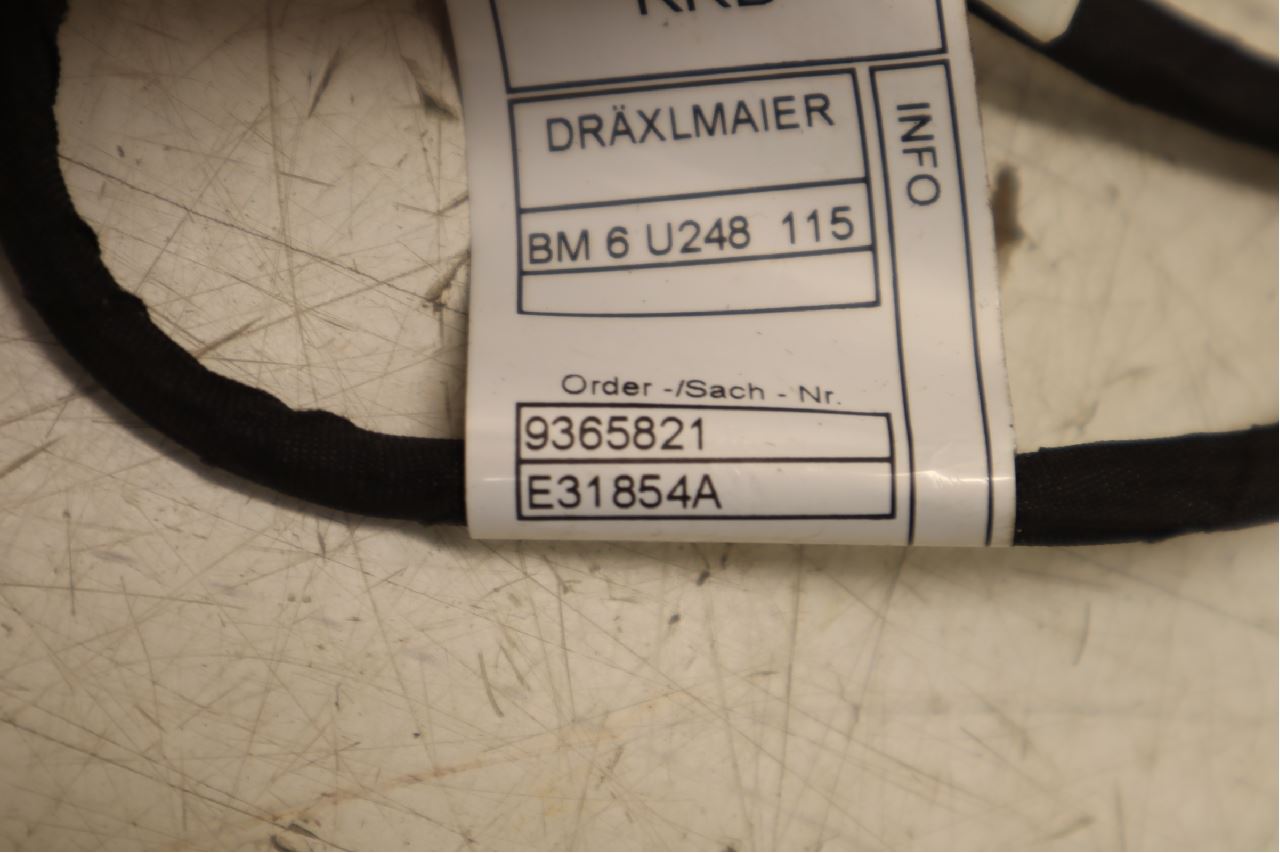 DRÄXLMAIER
INFO
BM 6 U248 115
Order -/Sach - Nr.
9365821
E31854A